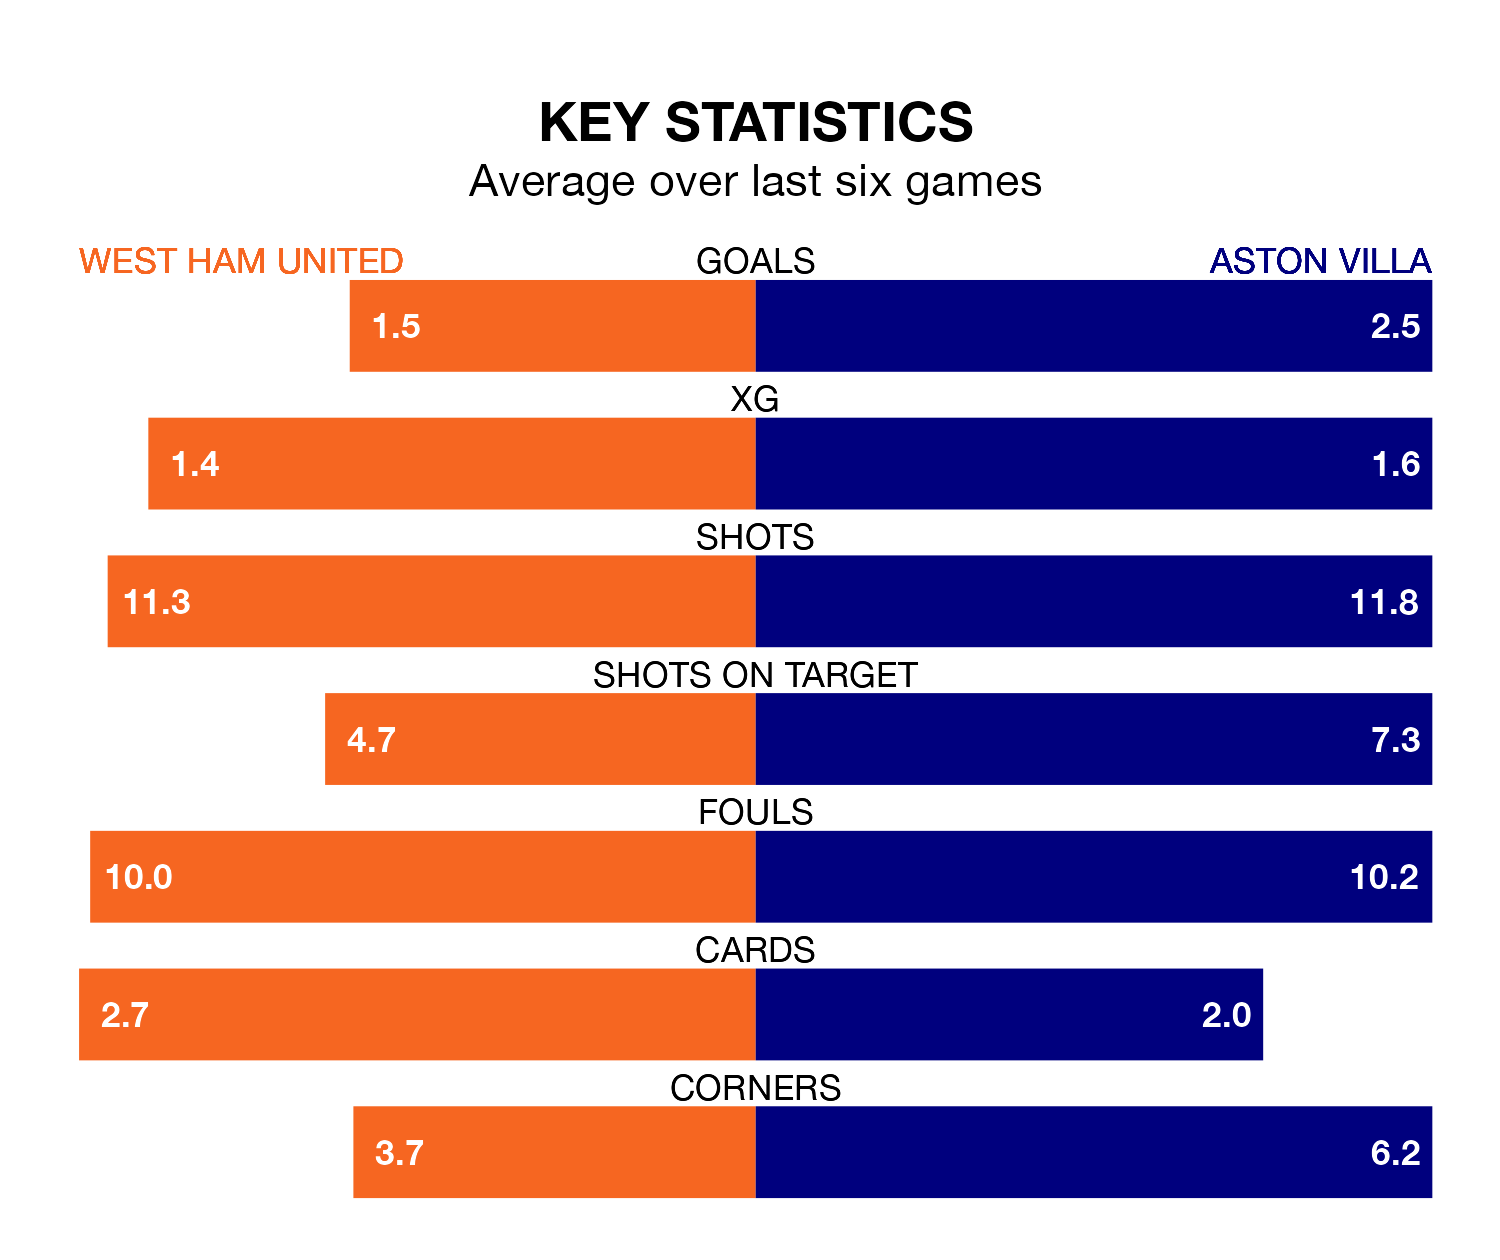 KEY STATISTICS
Average over last six games
WEST HAM UNITED GOALS ASTON VILLA
1.5 2.5
XG
1.4 1.6
SHOTS
11.3 11.8
SHOTS ON TARGET
4.7 7.3
FOULS
10.0 10.2
CARDS
2.7 2.0
CORNERS
3.7 6.2